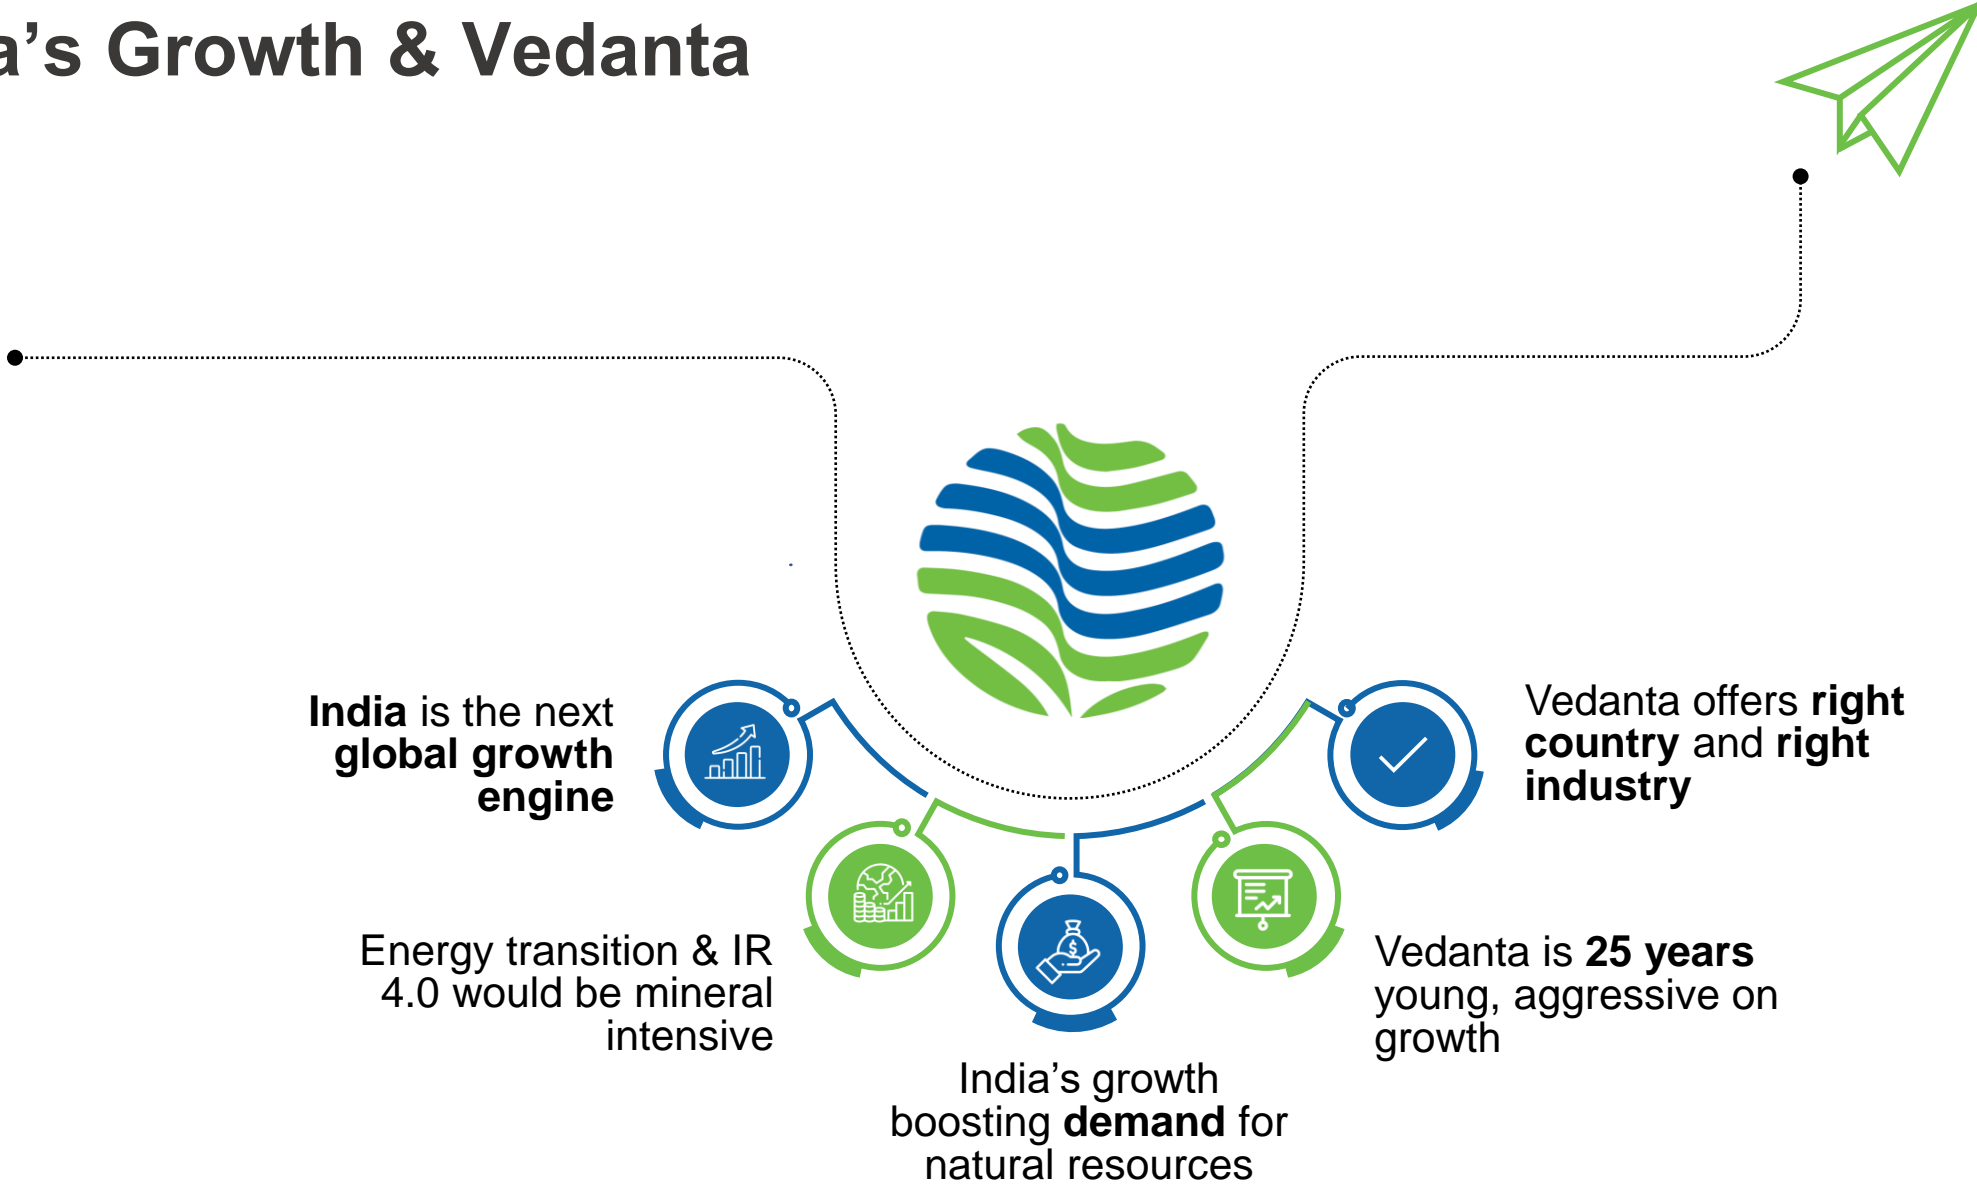 a’s Growth & Vedanta
India is the next
global growth
engine
Energy transition & IR
4.0 would be mineral
intensive
India’s growth
boosting demand for
natural resources
Vedanta is 25 years
young, aggressive on
growth
Vedanta offers right
country and right
industry